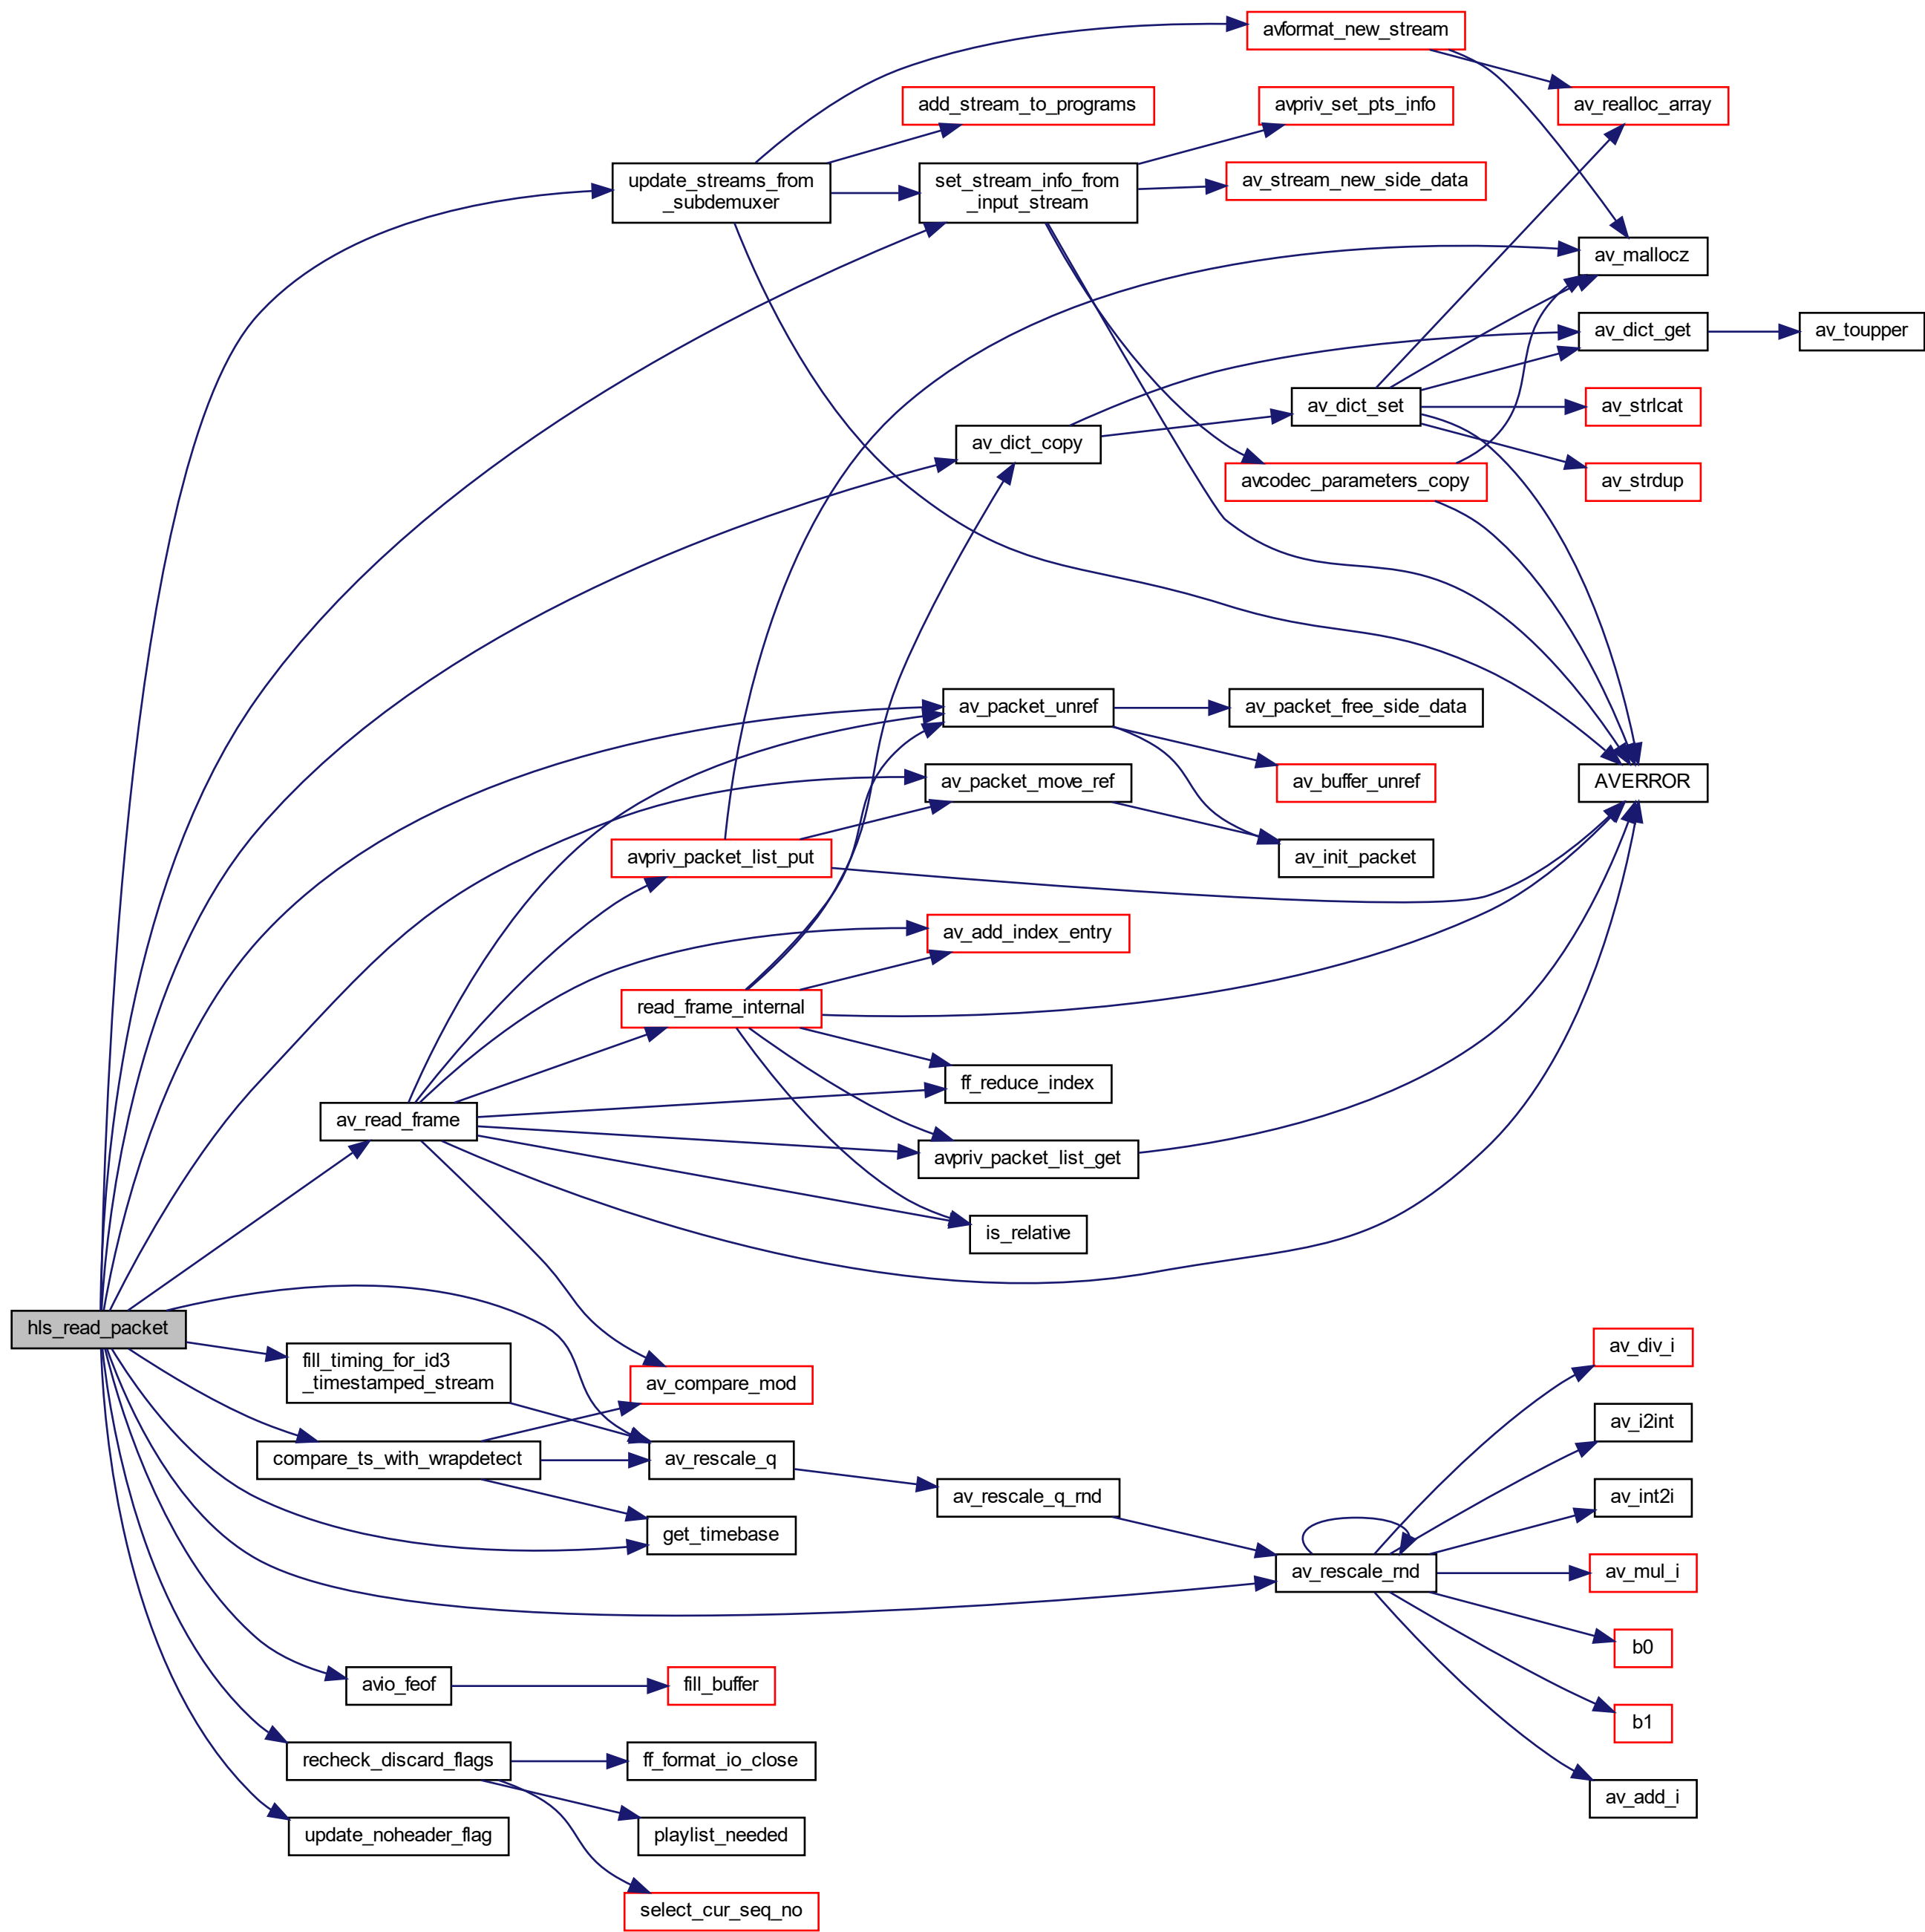 avformat_new_stream
add_stream_to_programs
avpriv_set_pts_info
av_realloc_array
update_streams_from
_subdemuxer
set_stream_info_from
_input_stream
av_stream_new_side_data
av_mallocz
av_dict_get
av_toupper
av_dict_set
av_strlcat
av_dict_copy
avcodec_parameters_copy
av_strdup
av_packet_unref
av_packet_free_side_data
av_packet_move_ref
av_buffer_unref
AVERROR
avpriv_packet_list_put
av_init_packet
av_add_index_entry
read_frame_internal
ff_reduce_index
av_read_frame
avpriv_packet_list_get
is_relative
hls_read_packet
fill_timing_for_id3
_timestamped_stream
av_compare_mod
av_div_i
av_i2int
compare_ts_with_wrapdetect
av_rescale_q
av_rescale_q_rnd
av_int2i
get_timebase
av_rescale_rnd
av_mul_i
b0
avio_feof
fill_buffer
b1
recheck_discard_flags
ff_format_io_close
av_add_i
update_noheader_flag
playlist_needed
select_cur_seq_no